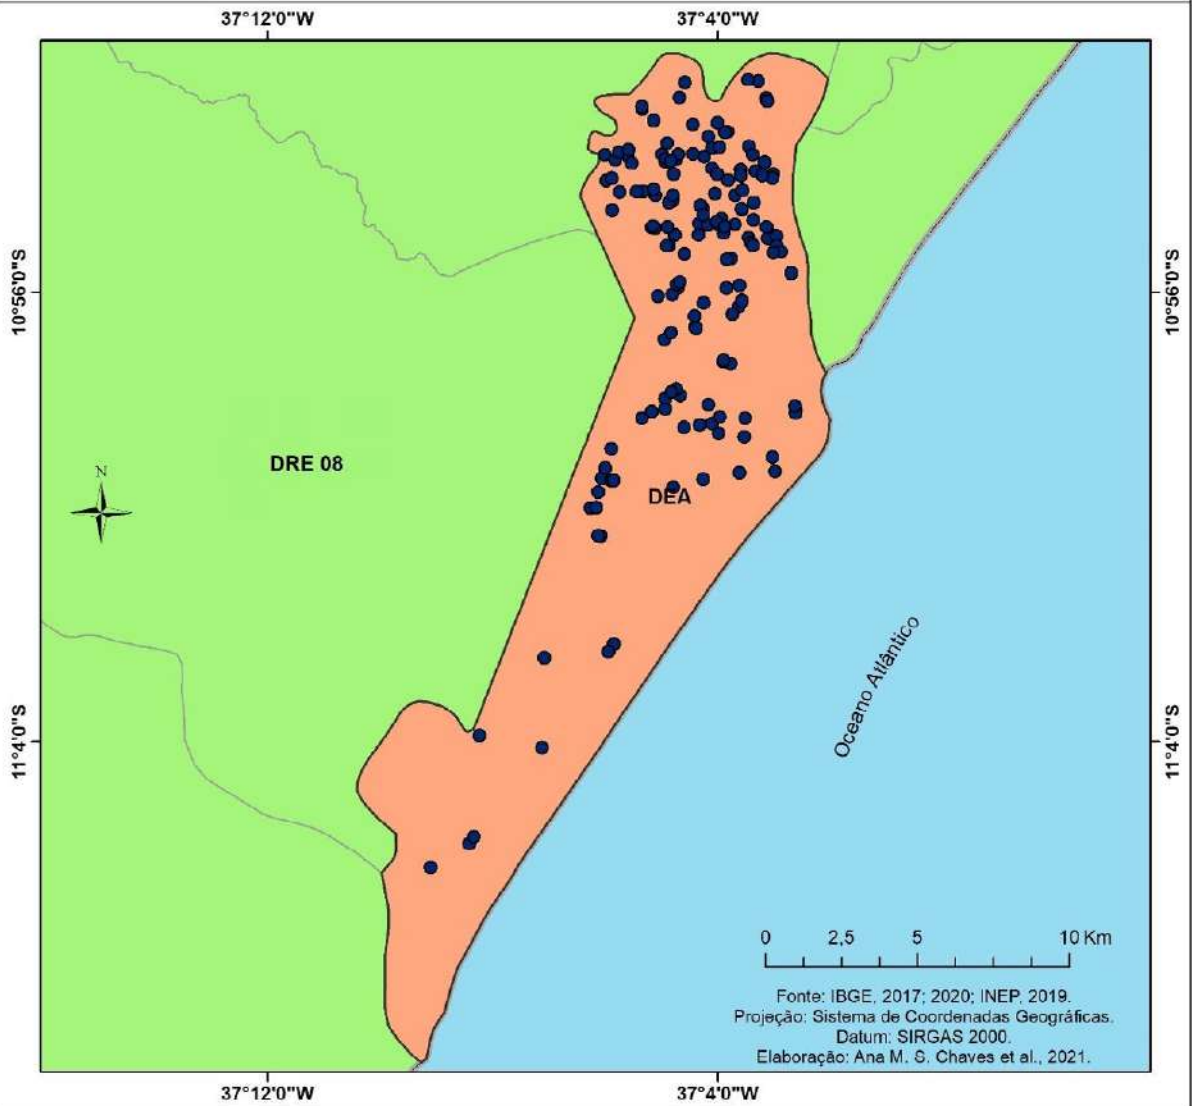 37°12'0"W 37°4'0"W
10°56'0"S 10°56'0"S
DRE 08
N
DEA
Oceano Atlântico
11°4'0"S 11°4'0"S
0 2,5 5 10 Km
Fonte: IBGE, 2017; 2020; INEP, 2019.
Projeção: Sistema de Coordenadas Geográficas.
Datum: SIRGAS 2000.
Elaboração: Ana M. S. Chaves et al., 2021.
37°12'0"W 37°4'0"W